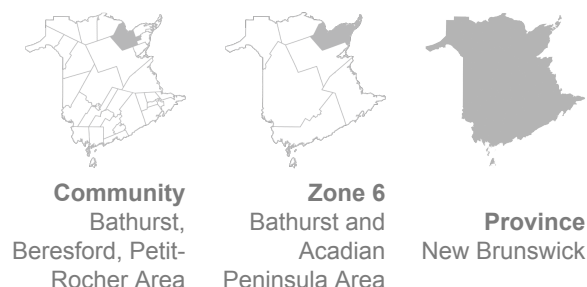 Community
Bathurst,
Beresford, Petit-
Rocher Area
Zone 6
Bathurst and
Acadian
Peninsula Area
Province
New Brunswick